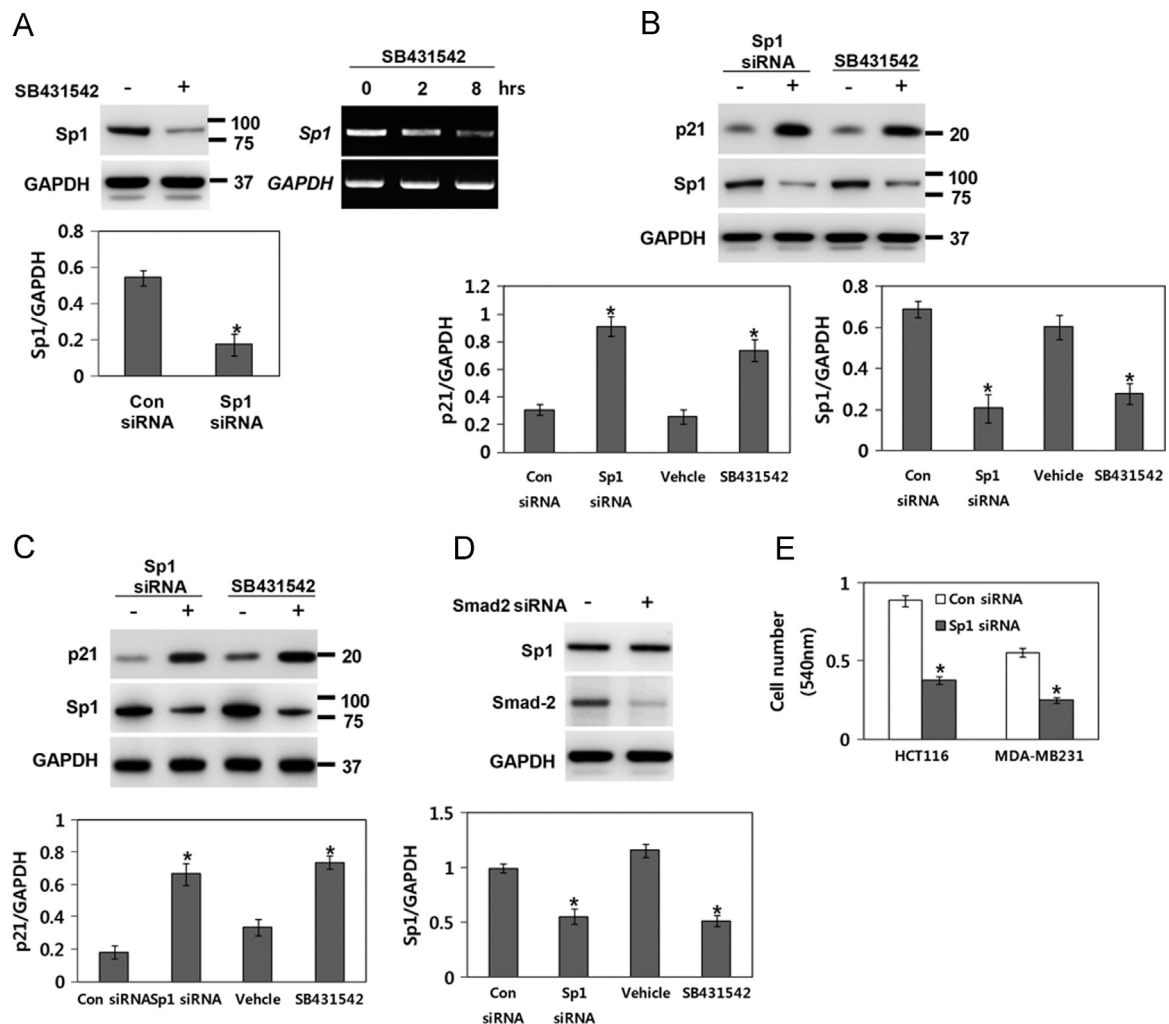 A
SB431542 - +
Sp1
100
75
GAPDH
37
SB431542
0 2 8 hrs
Sp1
GAPDH
Sp1/GAPDH
0.8
0.6
0.4
0.2
0
*
Con
siRNA
Sp1
siRNA
B
Sp1
siRNA
SB431542
- + - +
p21
20
Sp1
100
75
GAPDH
37
p21/GAPDH
1.2
1
0.8
0.6
0.4
0.2
0
* *
Con
siRNA
Sp1
siRNA
Vehcle
SB431542
Sp1/GAPDH
0.8
0.6
0.4
0.2
0
* *
Con
siRNA
Sp1
siRNA
Vehicle
SB431542
C
Sp1
siRNA
SB431542
- + - +
p21
20
Sp1
100
75
GAPDH
37
p21/GAPDH
1
0.8
0.6
0.4
0.2
0
* *
Con siRNA
Sp1 siRNA
Vehcle
SB431542
D
Smad2 siRNA - +
Sp1
Smad-2
GAPDH
Sp1/GAPDH
1.5
1
0.5
0
* *
Con
siRNA
Sp1
siRNA
Vehicle
SB431542
E
Cell number
(540nm)
1
0.5
0
Con siRNA
Sp1 siRNA
* *
HCT116
MDA-MB231